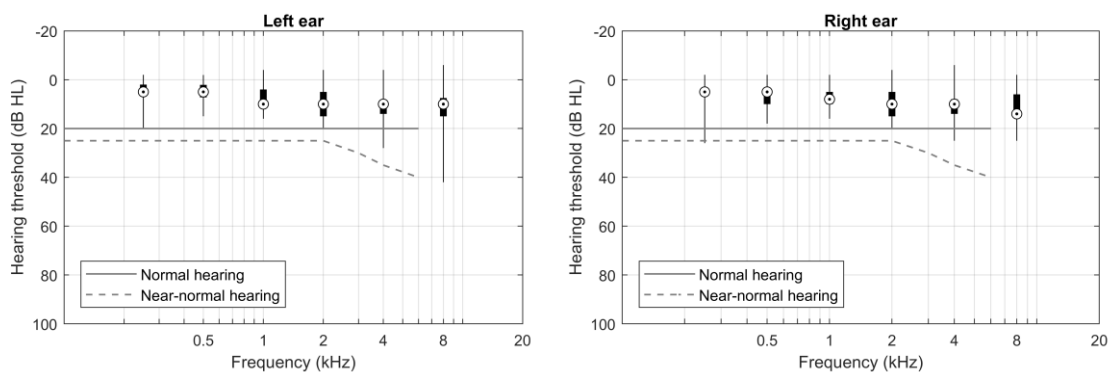 Left ear
-20
0
20
40
60
80
100
Hearing threshold (dB HL)
Normal hearing
Near-normal hearing
0.5 1 2 4 8 20
Frequency (kHz)
Right ear
-20
0
20
40
60
80
100
Hearing threshold (dB HL)
Normal hearing
Near-normal hearing
0.5 1 2 4 8 20
Frequency (kHz)